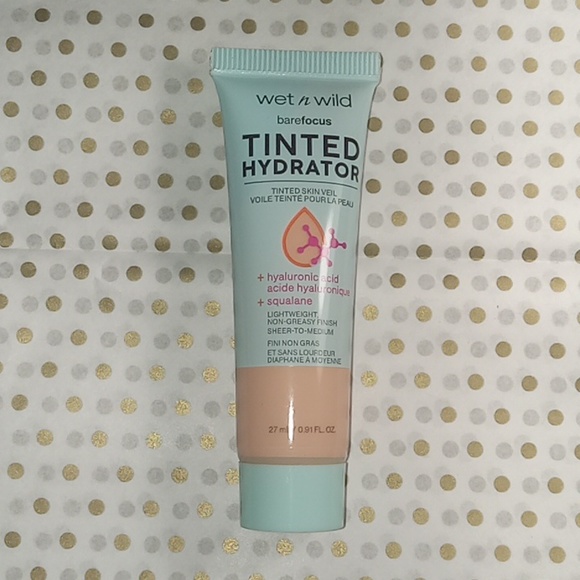 wet n wild
barefocus
TINTED
HYDRATOR
TINTED SKIN VEIL
VOILE TEINTÉ POUR LA PEAU
+ hyaluronic acid
acide hyaluronique
+ squalane
LIGHTWEIGHT,
NON-GREASY FINISH
SHEER-TO-MEDIUM
FINI NON GRAS
ET SANS LOURDEUR
DIAPHANE À MOYENNE
27 ml / 0.91 FL. OZ.